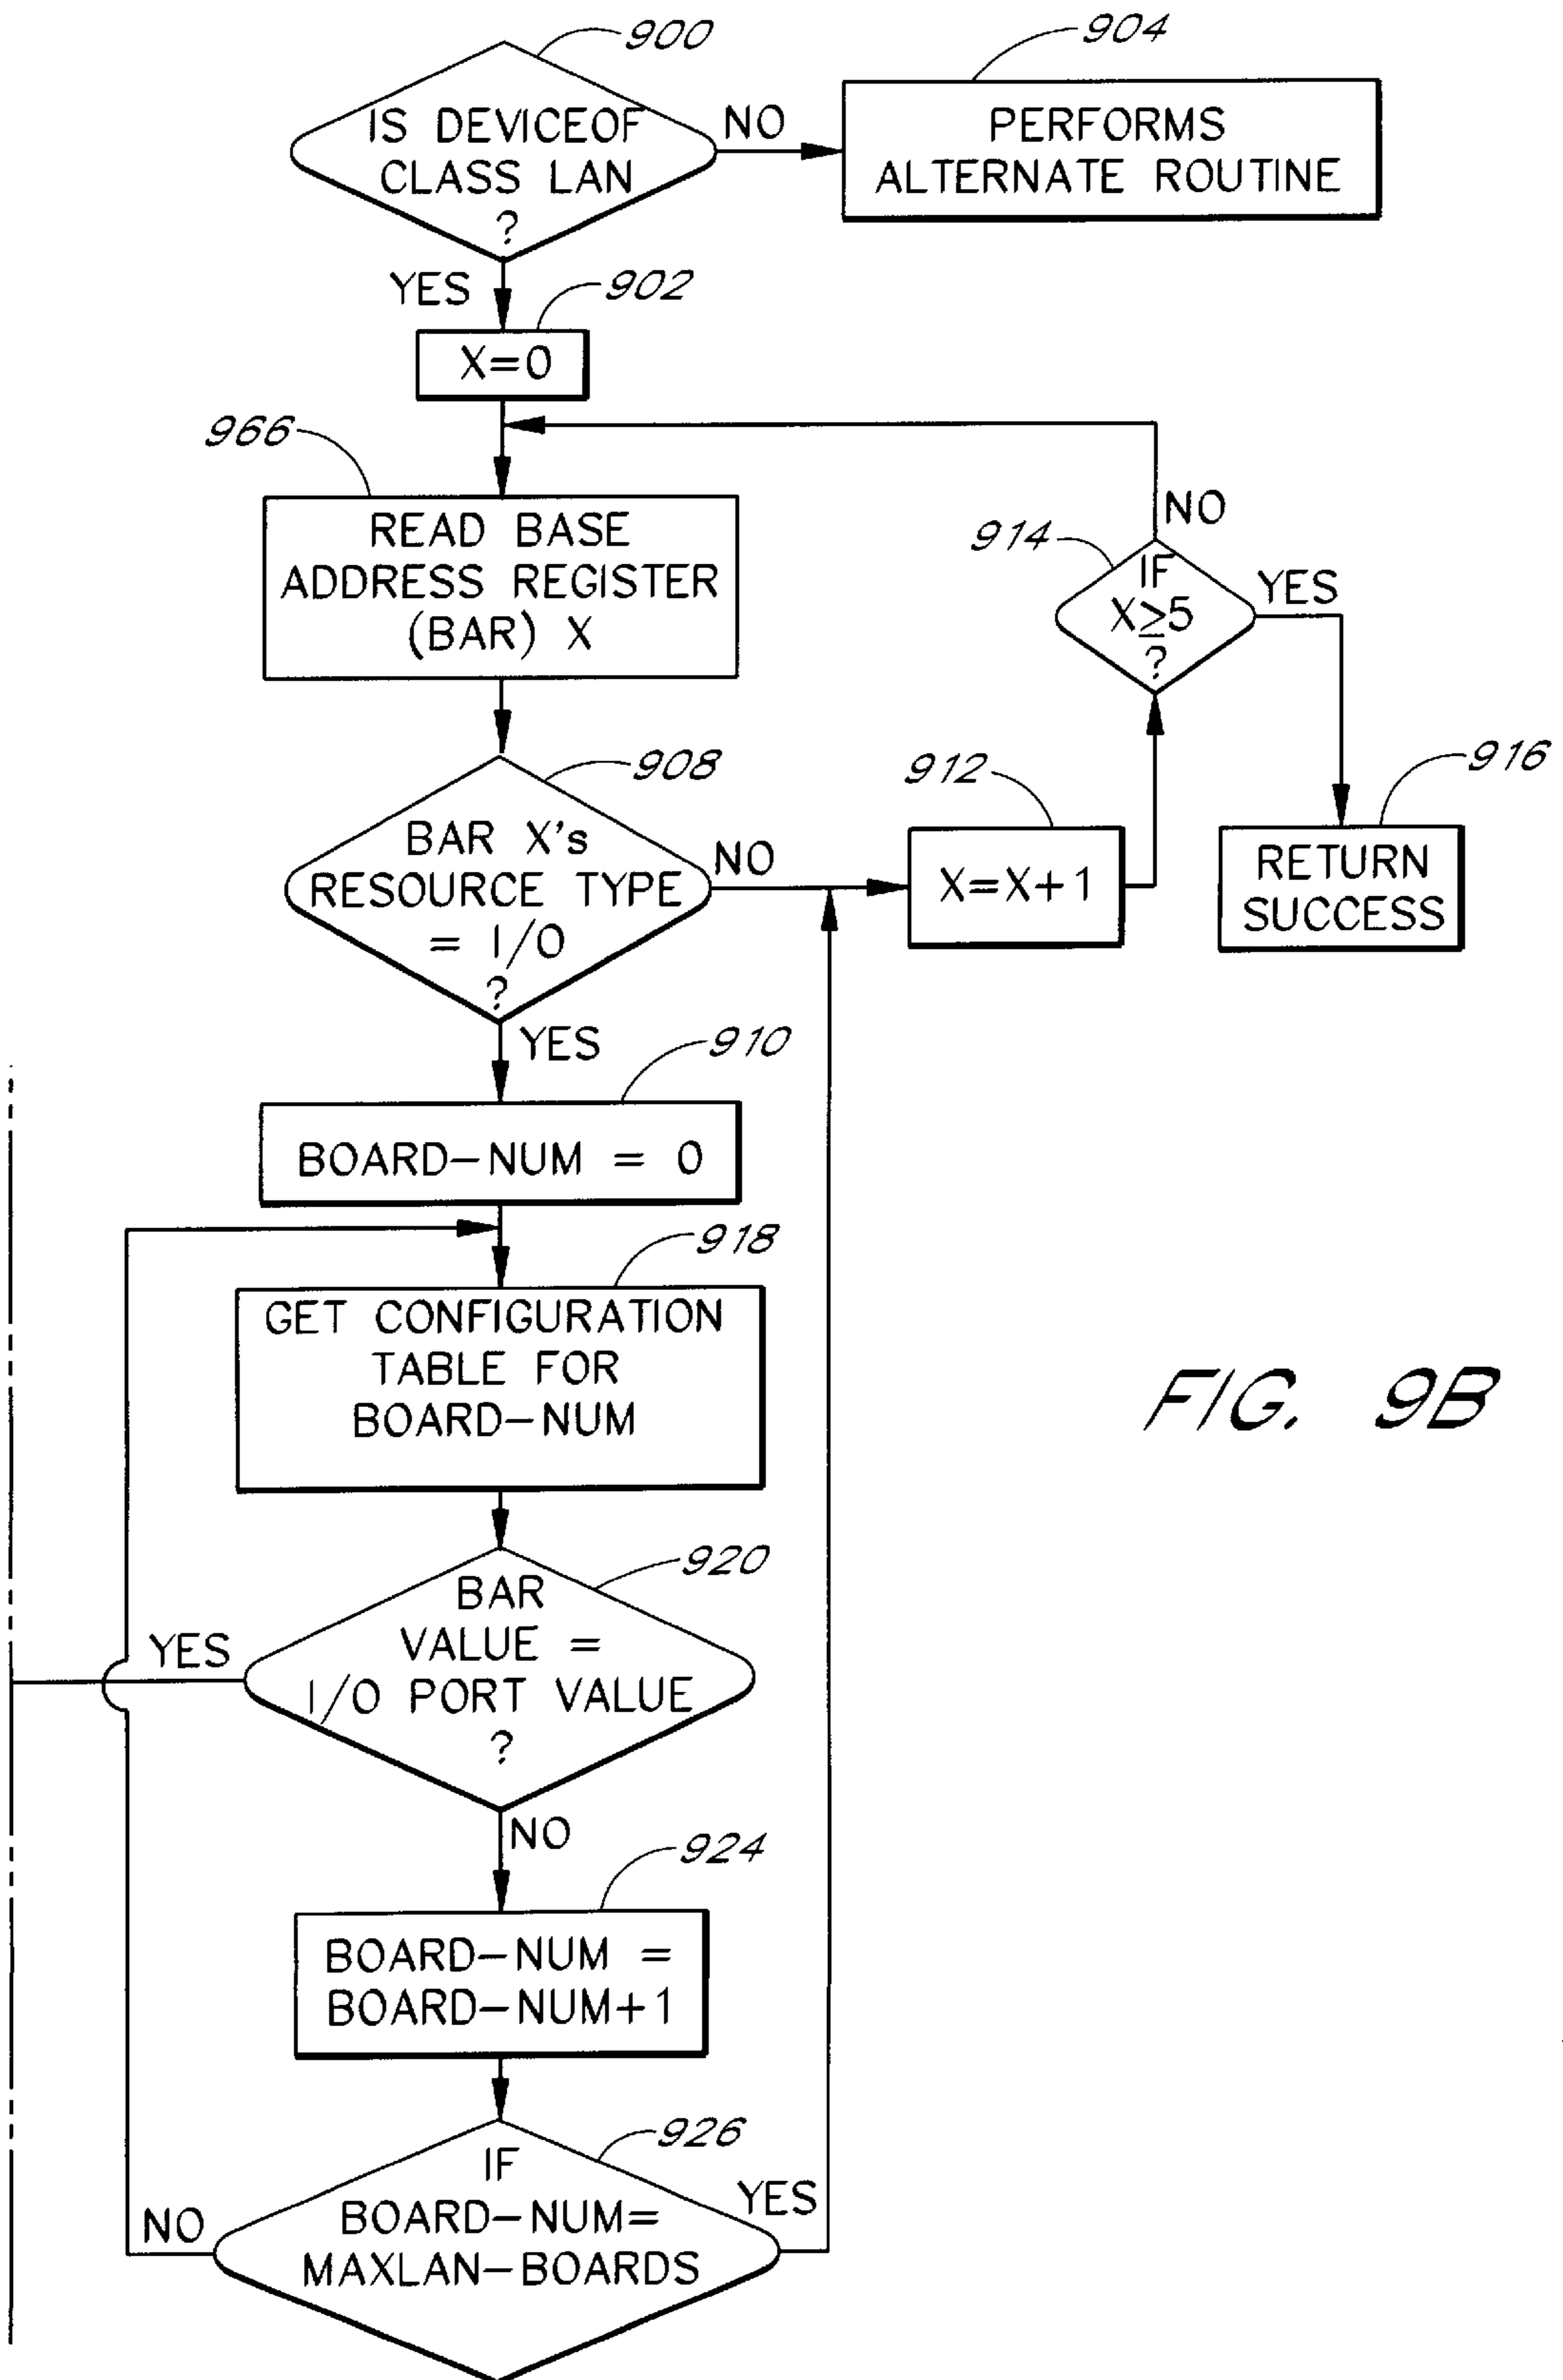 900
904
IS DEVICEOF
CLASS LAN
?
NO
PERFORMS
ALTERNATE ROUTINE
YES
902
X=0
966
READ BASE
ADDRESS REGISTER
(BAR) X
NO
914
IF
X≥5
?
YES
908
BAR X's
RESOURCE TYPE
= I/O
?
NO
912
X=X+1
916
RETURN
SUCCESS
YES
910
BOARD-NUM = 0
918
GET CONFIGURATION
TABLE FOR
BOARD-NUM
FIG. 9B
920
BAR
VALUE =
I/O PORT VALUE
?
YES
NO
924
BOARD-NUM =
BOARD-NUM+1
926
IF
BOARD-NUM=
MAXLAN-BOARDS
NO
YES